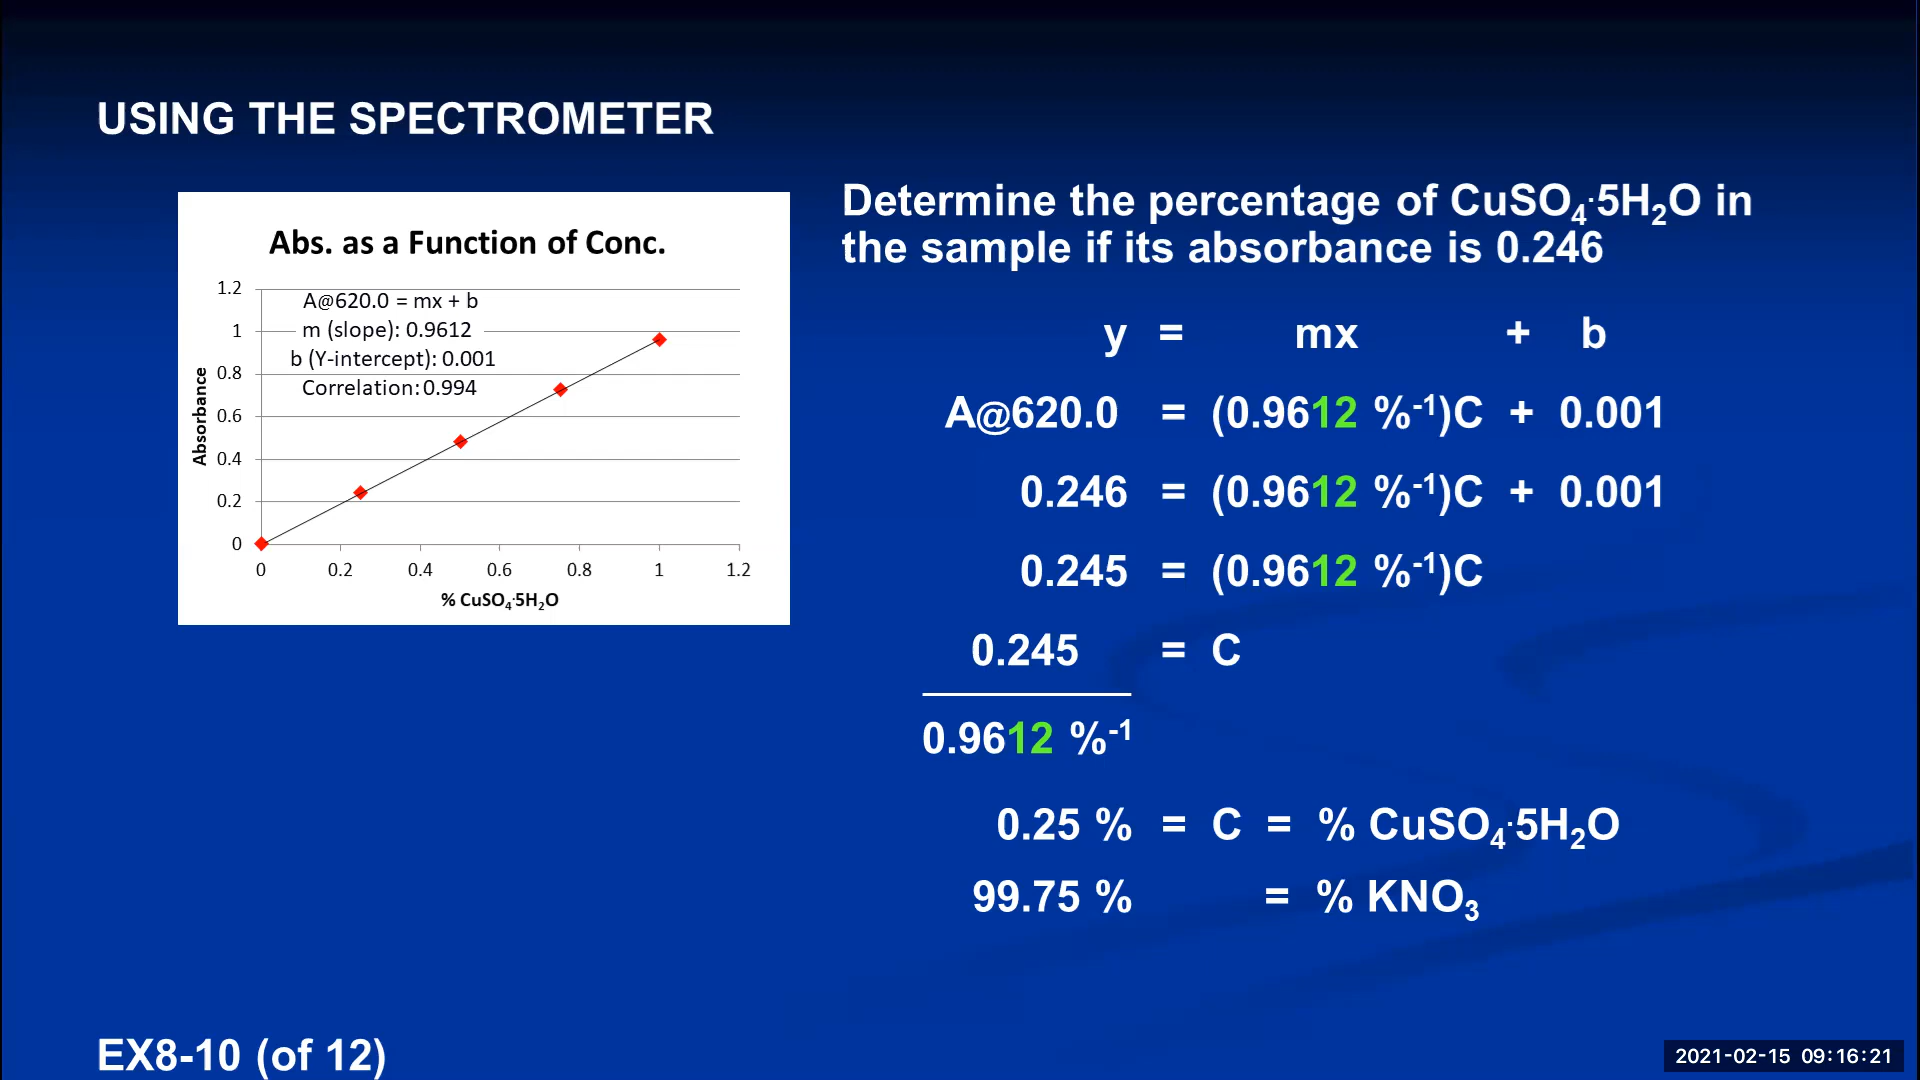 USING THE SPECTROMETER
Abs. as a Function of Conc.
A@620.0 = mx + b
m (slope): 0.9612
b (Y-intercept): 0.001
Correlation: 0.994
Absorbance
1.2
1
0.8
0.6
0.4
0.2
0
0 0.2 0.4 0.6 0.8 1 1.2
% CuSO₄·5H₂O
Determine the percentage of CuSO₄·5H₂O in
the sample if its absorbance is 0.246
y = mx + b
A@620.0 = (0.9612 %⁻¹)C + 0.001
0.246 = (0.9612 %⁻¹)C + 0.001
0.245 = (0.9612 %⁻¹)C
0.245 = C
0.9612 %⁻¹
0.25 % = C = % CuSO₄·5H₂O
99.75 % = % KNO₃
EX8-10 (of 12)
2021-02-15 09:16:21